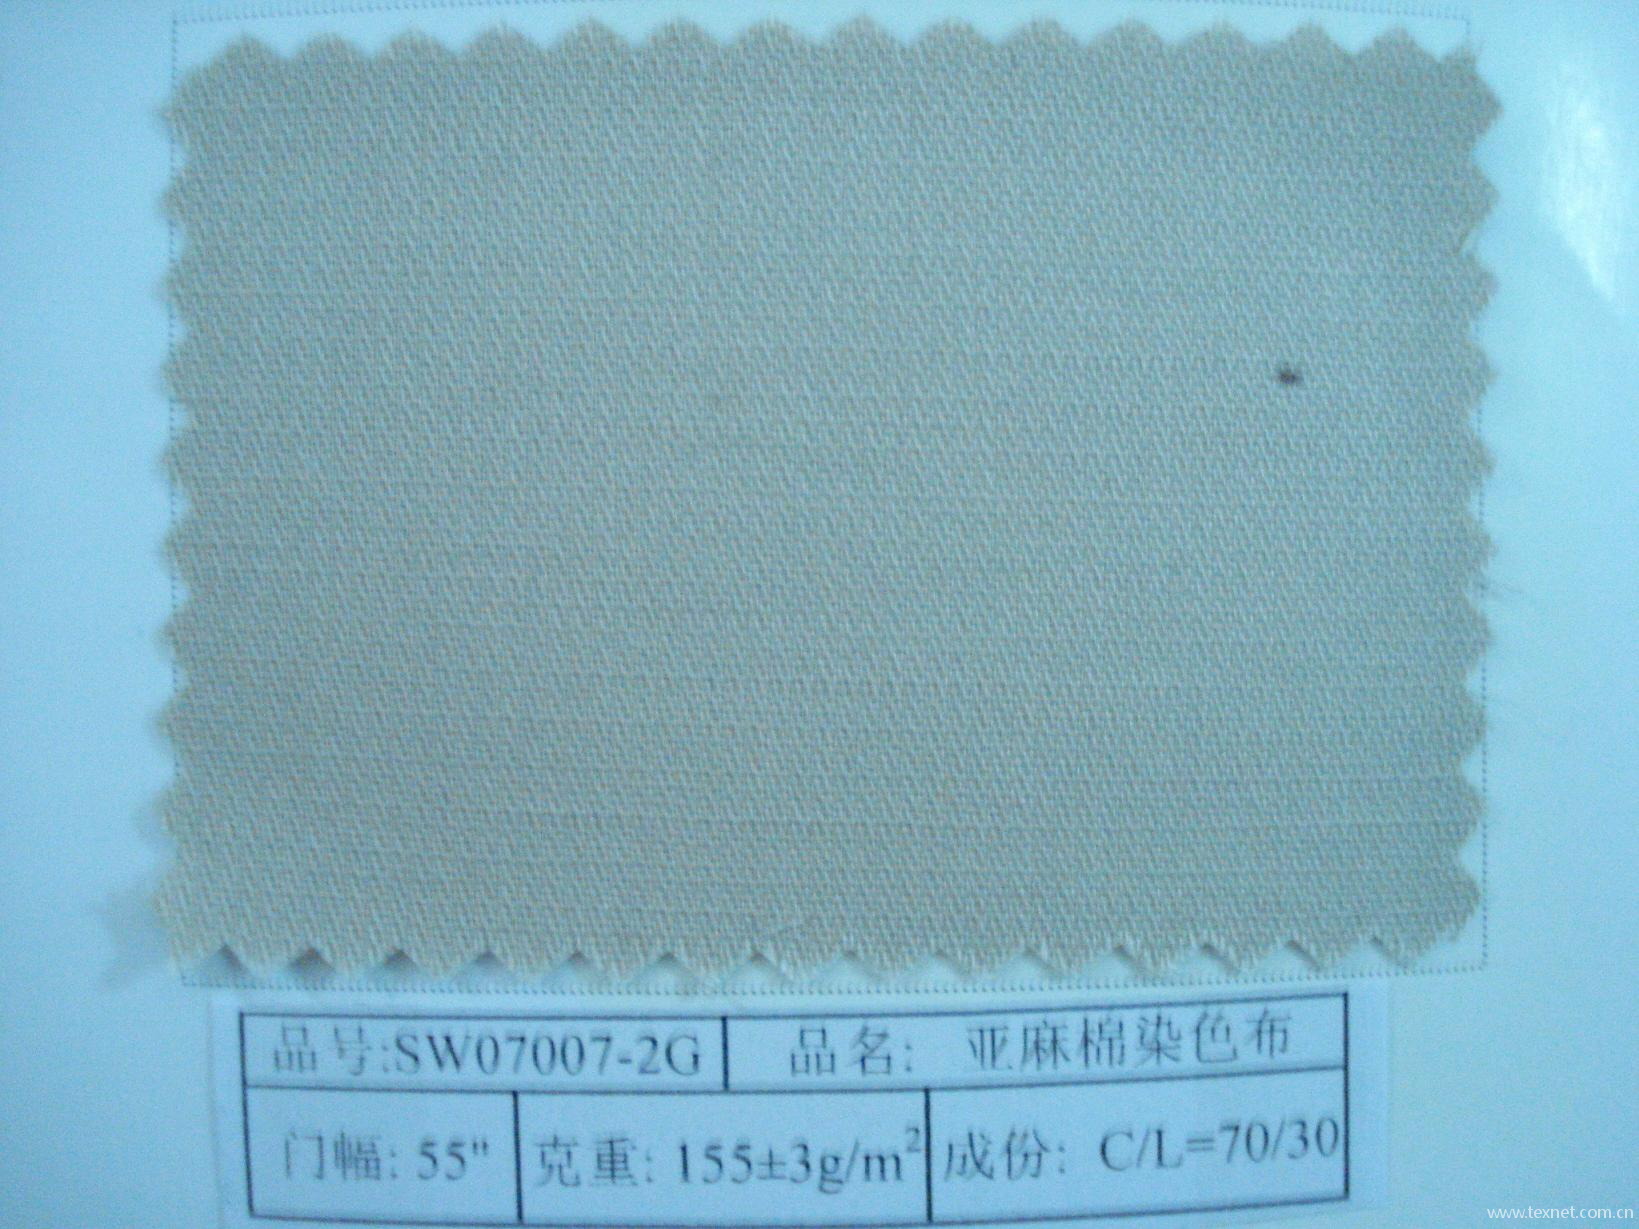 品号:SW07007-2G 品名: 亚麻棉染色布
门幅: 55" 克重: 155±3g/m² 成份: C/L=70/30
www.texnet.com.cn